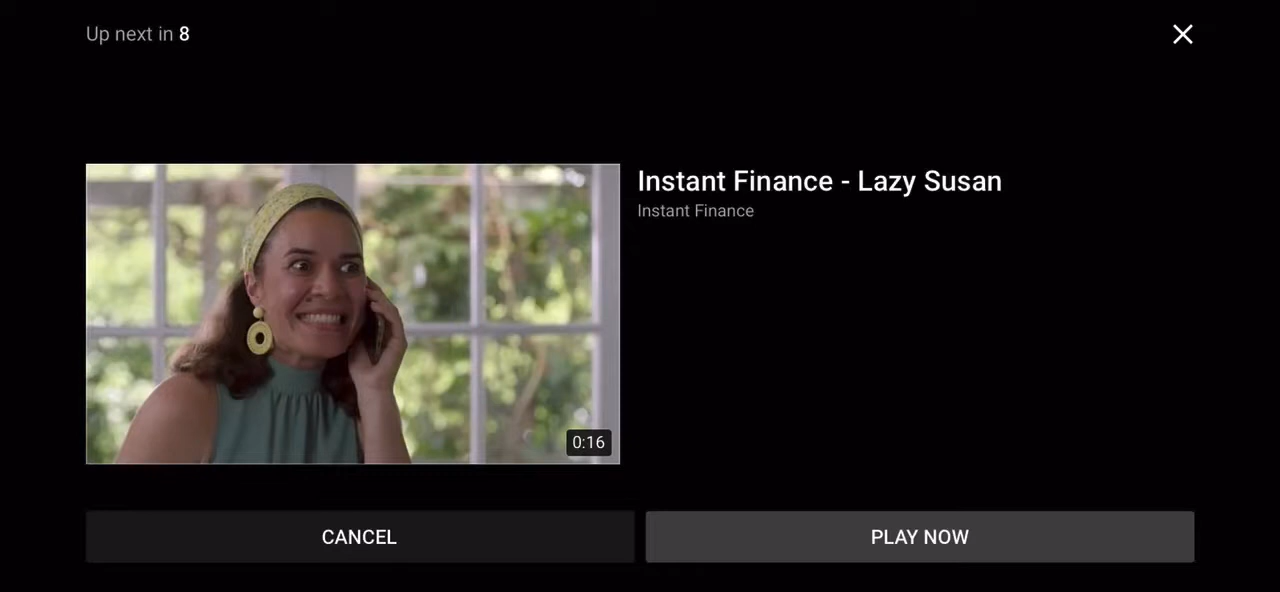 Up next in 8
Instant Finance - Lazy Susan
Instant Finance
0:16
CANCEL
PLAY NOW